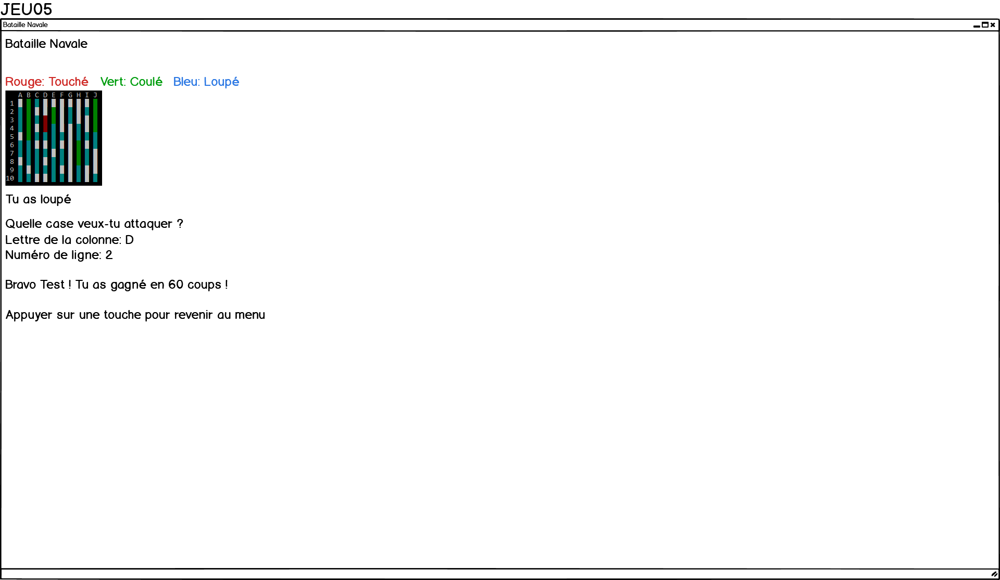 JEU05
Bataille Navale
Bataille Navale
Rouge: Touché Vert: Coulé Bleu: Loupé
A B C D E F G H I J
1
2
3
4
5
6
7
8
9
10
Tu as loupé
Quelle case veux-tu attaquer ?
Lettre de la colonne: D
Numéro de ligne: 2
Bravo Test ! Tu as gagné en 60 coups !
Appuyer sur une touche pour revenir au menu